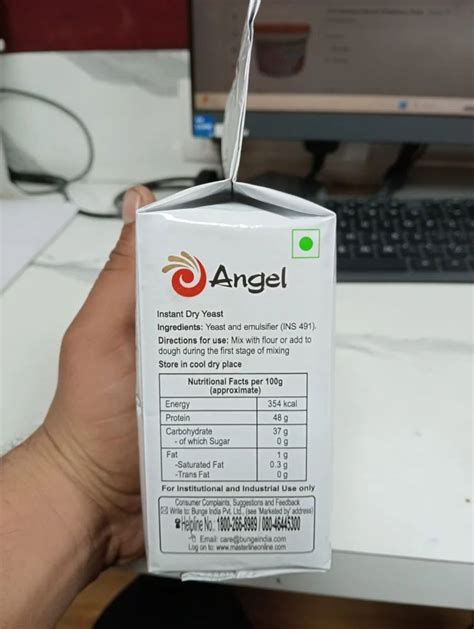 Angel
Instant Dry Yeast
Ingredients: Yeast and emulsifier (INS 491).
Directions for use: Mix with flour or add to
dough during the first stage of mixing
Store in cool dry place
Nutritional Facts per 100g
(approximate)
Energy 354 kcal
Protein 48 g
Carbohydrate 37 g
- of which Sugar 0 g
Fat 1 g
-Saturated Fat 0.3 g
-Trans Fat 0 g
For Institutional and Industrial Use only
Consumer Complaints, Suggestions and Feedback
Write to: Bunge India Pvt. Ltd., (see 'Marketed by' address)
Helpline No.: 1800-266-8989 / 080-46445300
Email: care@bungeindia.com
Log on to: www.masterlineonline.com